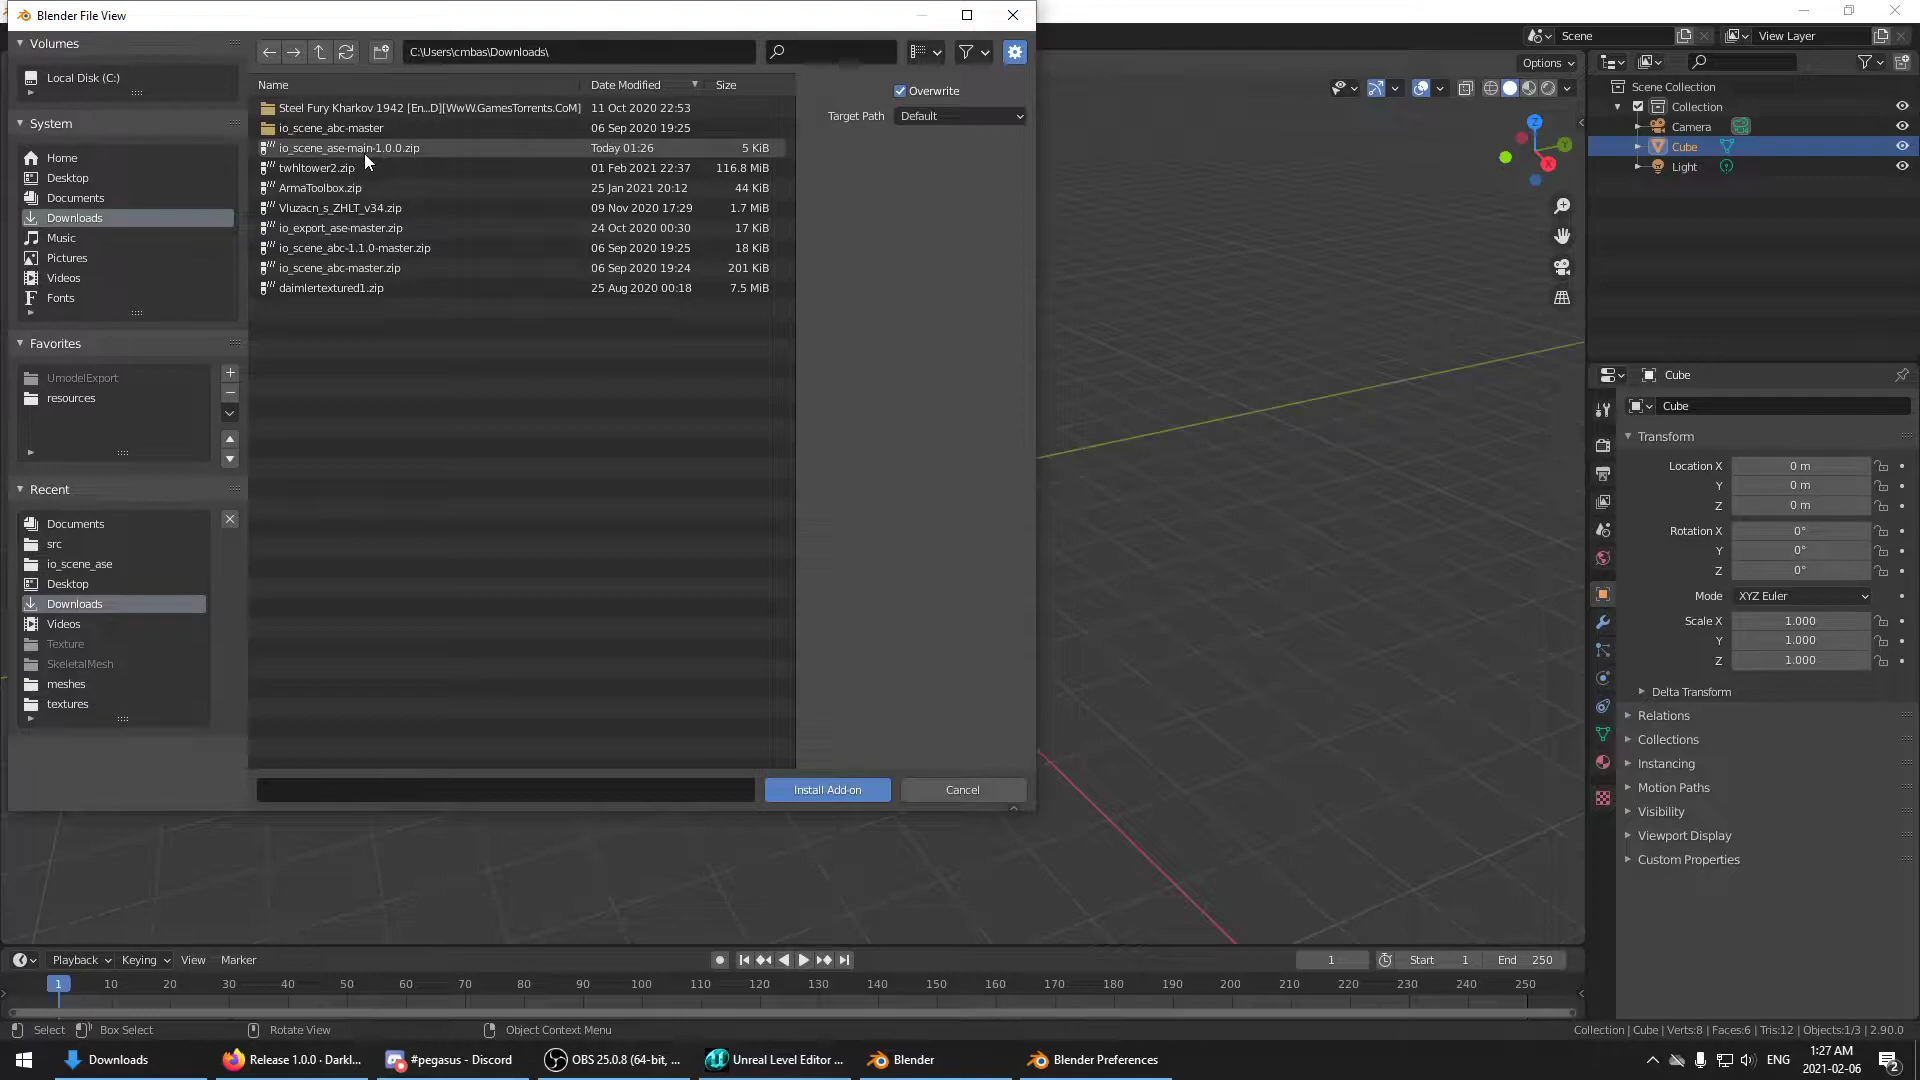 Blender File View
Volumes
Local Disk (C:)
System
Home
Desktop
Documents
Downloads
Music
Pictures
Videos
Fonts
Favorites
UmodelExport
resources
Recent
Documents
src
io_scene_ase
Desktop
Downloads
Videos
Texture
SkeletalMesh
meshes
textures
C:\Users\cmbas\Downloads\
Name Date Modified Size
Steel Fury Kharkov 1942 [En..D][WwW.GamesTorrents.CoM] 11 Oct 2020 22:53
io_scene_abc-master 06 Sep 2020 19:25
io_scene_ase-main-1.0.0.zip Today 01:26 5 KiB
twhltower2.zip 01 Feb 2021 22:37 116.8 MiB
ArmaToolbox.zip 25 Jan 2021 20:12 44 KiB
Vluzacn_s_ZHLT_v34.zip 09 Nov 2020 17:29 1.7 MiB
io_export_ase-master.zip 24 Oct 2020 00:30 17 KiB
io_scene_abc-1.1.0-master.zip 06 Sep 2020 19:25 18 KiB
io_scene_abc-master.zip 06 Sep 2020 19:24 201 KiB
daimlertextured1.zip 25 Aug 2020 00:18 7.5 MiB
Overwrite
Target Path Default
Install Add-on Cancel
Scene View Layer
Options
Z
Y
X
Scene Collection
Collection
Camera
Cube
Light
Cube
Cube
Transform
Location X 0 m
Y 0 m
Z 0 m
Rotation X 0°
Y 0°
Z 0°
Mode XYZ Euler
Scale X 1.000
Y 1.000
Z 1.000
Delta Transform
Relations
Collections
Instancing
Motion Paths
Visibility
Viewport Display
Custom Properties
Playback Keying View Marker 1 Start 1 End 250
1 10 20 30 40 50 60 70 80 90 100 110 120 130 140 150 160 170 180 190 200 210 220 230 240 250
Select Box Select Rotate View Object Context Menu Collection | Cube | Verts:8 | Faces:6 | Tris:12 | Objects:1/3 | 2.90.0
Downloads Release 1.0.0 · Darkl... #pegasus - Discord OBS 25.0.8 (64-bit, ... Unreal Level Editor ... Blender Blender Preferences ENG 1:27 AM
2021-02-06
2